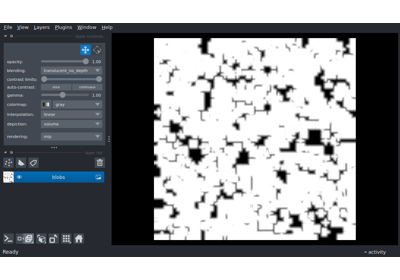 File View Layers Plugins Window Help
opacity: 1.00
blending: translucent_no_depth
contrast limits:
auto-contrast: once continuous
gamma: 1.00
colormap: gray
interpolation: linear
depiction: volume
rendering: mip
blobs
Ready
activity